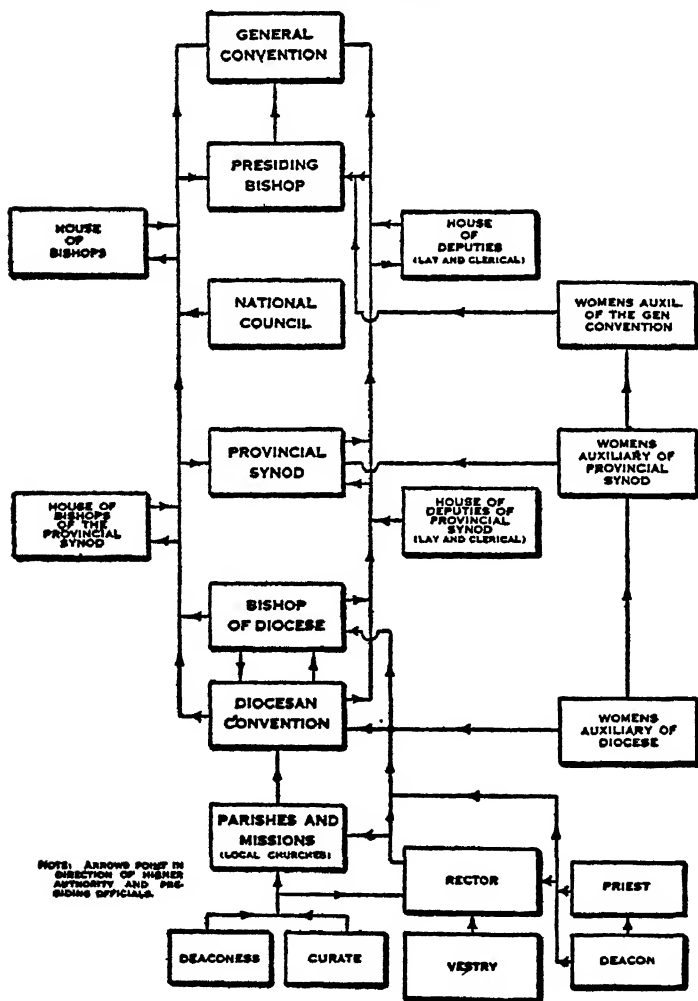 GENERAL
CONVENTION
PRESIDING
BISHOP
HOUSE
OF
BISHOPS
HOUSE
OF
DEPUTIES
(LAY AND CLERICAL)
NATIONAL
COUNCIL
WOMENS AUXIL.
OF THE GEN
CONVENTION
PROVINCIAL
SYNOD
WOMENS
AUXILIARY OF
PROVINCIAL
SYNOD
HOUSE OF
BISHOPS
OF THE
PROVINCIAL
SYNOD
HOUSE OF
DEPUTIES OF
PROVINCIAL
SYNOD
(LAY AND CLERICAL)
BISHOP
OF DIOCESE
DIOCESAN
CONVENTION
WOMENS
AUXILIARY OF
DIOCESE
PARISHES AND
MISSIONS
(LOCAL CHURCHES)
NOTE: ARROWS POINT IN
DIRECTION OF HIGHER
AUTHORITY AND PRE-
SIDING OFFICIALS.
RECTOR
PRIEST
DEACONESS
CURATE
VESTRY
DEACON